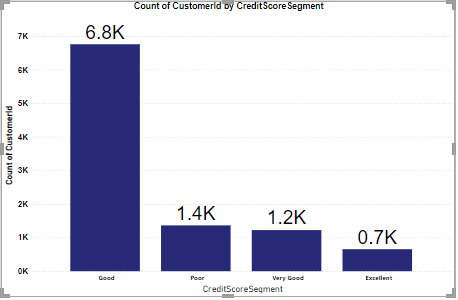 Count of CustomerId by CreditScoreSegment
7K
6K
5K
4K
3K
2K
1K
0K
Count of CustomerId
6.8K
1.4K
1.2K
0.7K
Good
Poor
Very Good
Excellent
CreditScoreSegment